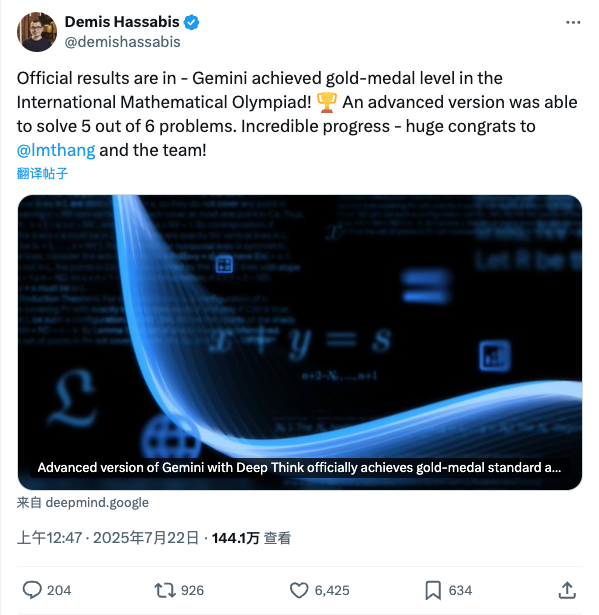 Demis Hassabis
@demishassabis
Official results are in - Gemini achieved gold-medal level in the
International Mathematical Olympiad! 🏆 An advanced version was able
to solve 5 out of 6 problems. Incredible progress - huge congrats to
@lmthang and the team!
翻译帖子
x
x + y = s
Advanced version of Gemini with Deep Think officially achieves gold-medal standard a...
来自 deepmind.google
上午12:47 · 2025年7月22日 · 144.1万 查看
204 926 6,425 634